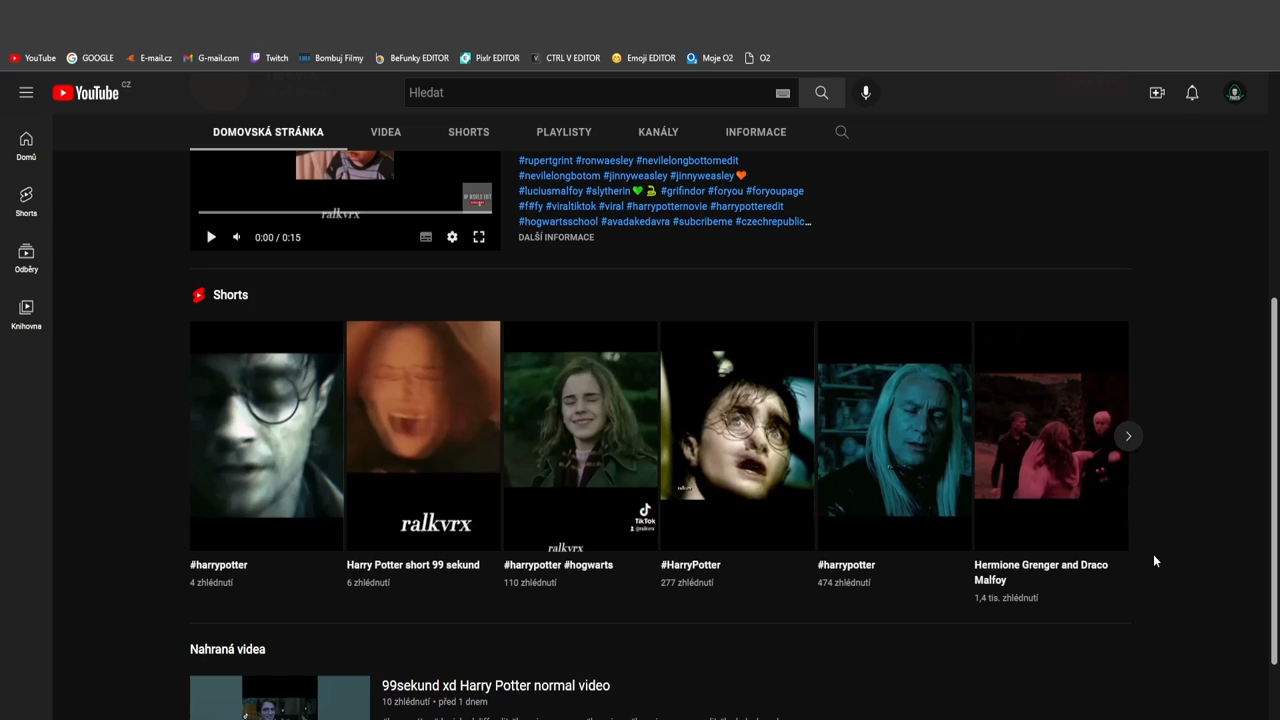 YouTube GOOGLE E-mail.cz G-mail.com Twitch Bombuj Filmy BeFunky EDITOR Pixlr EDITOR CTRL V EDITOR Emoji EDITOR Moje O2 O2
YouTube CZ
Hledat
DOMOVSKÁ STRÁNKA VIDEA SHORTS PLAYLISTY KANÁLY INFORMACE
Domů
Shorts
Odběry
Knihovna
ralkvrx
0:00 / 0:15
#rupertgrint #ronwaesley #nevilelongbottomedit
#nevilelongbotom #jinnyweasley #jinnyweasley🧡
#luciusmalfoy #slytherin💚🐍 #grifindor #foryou #foryoupage
#f#fy #viraltiktok #viral #harrypotternovie #harrypotteredit
#hogwartsschool #avadakedavra #subcriberne #czechrepublic...
DALŠÍ INFORMACE
Shorts
ralkvrx
TikTok
ralkvrx
#harrypotter
4 zhlédnutí
Harry Potter short 99 sekund
6 zhlédnutí
#harrypotter #hogwarts
110 zhlédnutí
#HarryPotter
277 zhlédnutí
#harrypotter
474 zhlédnutí
Hermione Grenger and Draco
Malfoy
1,4 tis. zhlédnutí
Nahraná videa
99sekund xd Harry Potter normal video
10 zhlédnutí • před 1 dnem